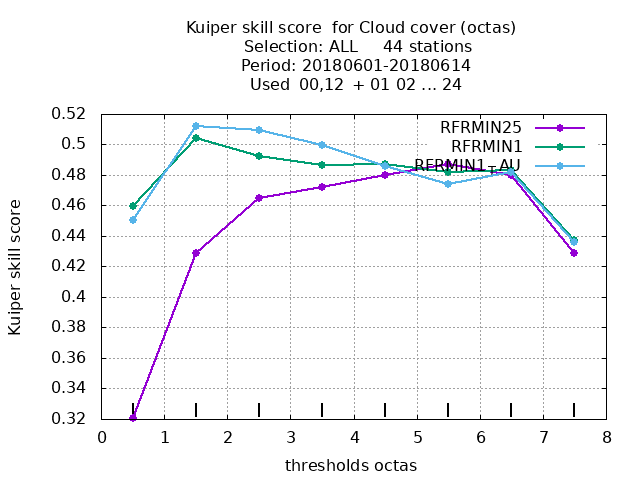 Kuiper skill score  for Cloud cover (octas)
Selection: ALL     44 stations
Period: 20180601-20180614
Used  00,12  + 01 02 ... 24
RFRMIN25
RFRMIN1
RFRMIN1_AU
0.52
0.5
0.48
0.46
0.44
0.42
0.4
0.38
0.36
0.34
0.32
Kuiper skill score
0 1 2 3 4 5 6 7 8
thresholds octas